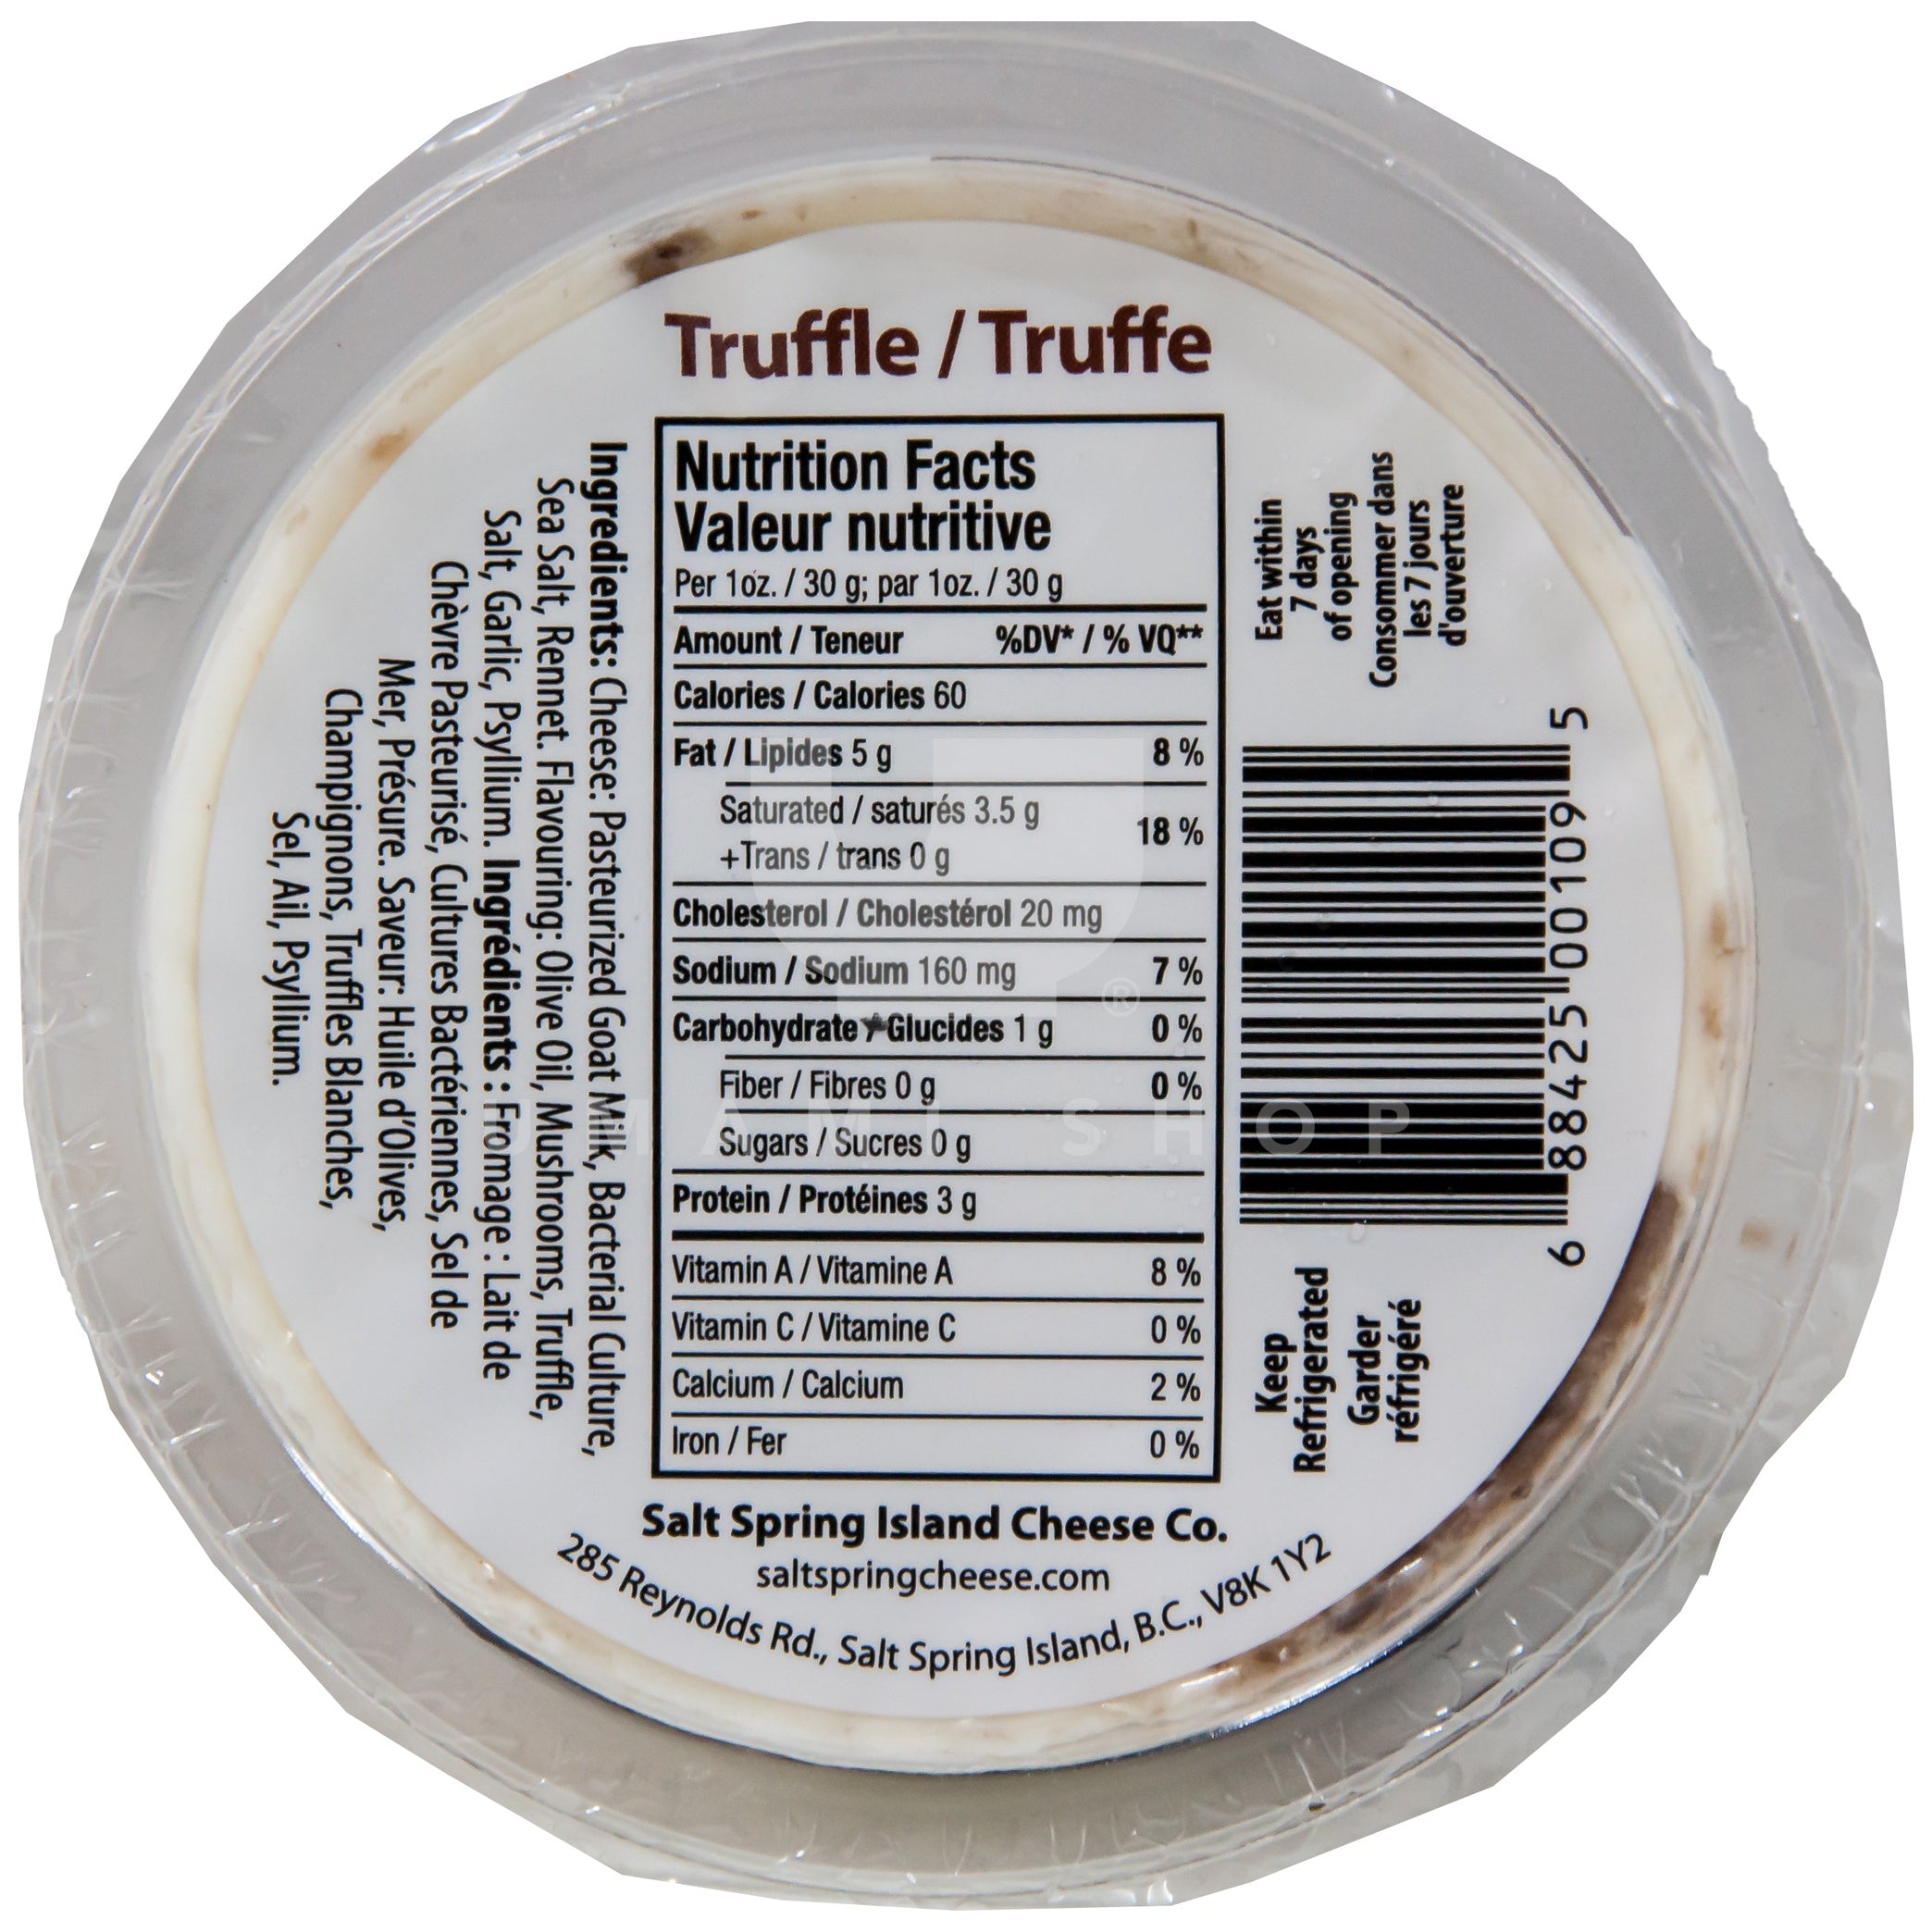 Truffle / Truffe
Nutrition Facts
Valeur nutritive
Per 1oz. / 30 g; par 1oz. / 30 g
Amount / Teneur %DV* / % VQ**
Calories / Calories 60
Fat / Lipides 5 g 8 %
Saturated / saturés 3.5 g
+Trans / trans 0 g 18 %
Cholesterol / Cholestérol 20 mg
Sodium / Sodium 160 mg 7 %
Carbohydrate / Glucides 1 g 0 %
Fiber / Fibres 0 g 0 %
Sugars / Sucres 0 g
Protein / Protéines 3 g
Vitamin A / Vitamine A 8 %
Vitamin C / Vitamine C 0 %
Calcium / Calcium 2 %
Iron / Fer 0 %
Ingredients: Cheese: Pasteurized Goat Milk, Bacterial Culture,
Sea Salt, Rennet. Flavouring: Olive Oil, Mushrooms, Truffle,
Salt, Garlic, Psyllium. Ingrédients : Fromage : Lait de
Chèvre Pasteurisé, Cultures Bactériennes, Sel de
Mer, Présure. Saveur: Huile d'Olives,
Champignons, Truffles Blanches,
Sel, Ail, Psyllium.
Eat within
7 days
of opening
Consommer dans
les 7 jours
d'ouverture
5 60100 52488 9
Keep
Refrigerated
Garder
réfrigéré
Salt Spring Island Cheese Co.
saltspringcheese.com
285 Reynolds Rd., Salt Spring Island, B.C., V8K 1Y2
®
UMAMI SHOP